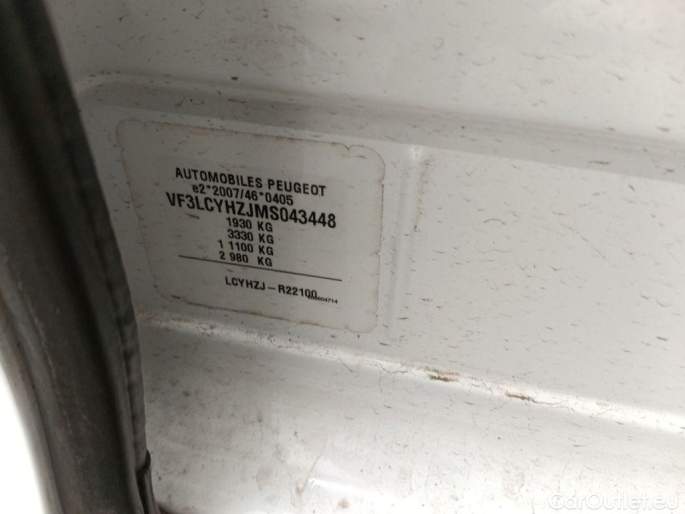 AUTOMOBILES PEUGEOT
e2*2007/46*0405
VF3LCYHZJMS043448
1930 KG
3330 KG
1 1100 KG
2 980 KG
LCYHZJ-R22100
CarOutlet.eu